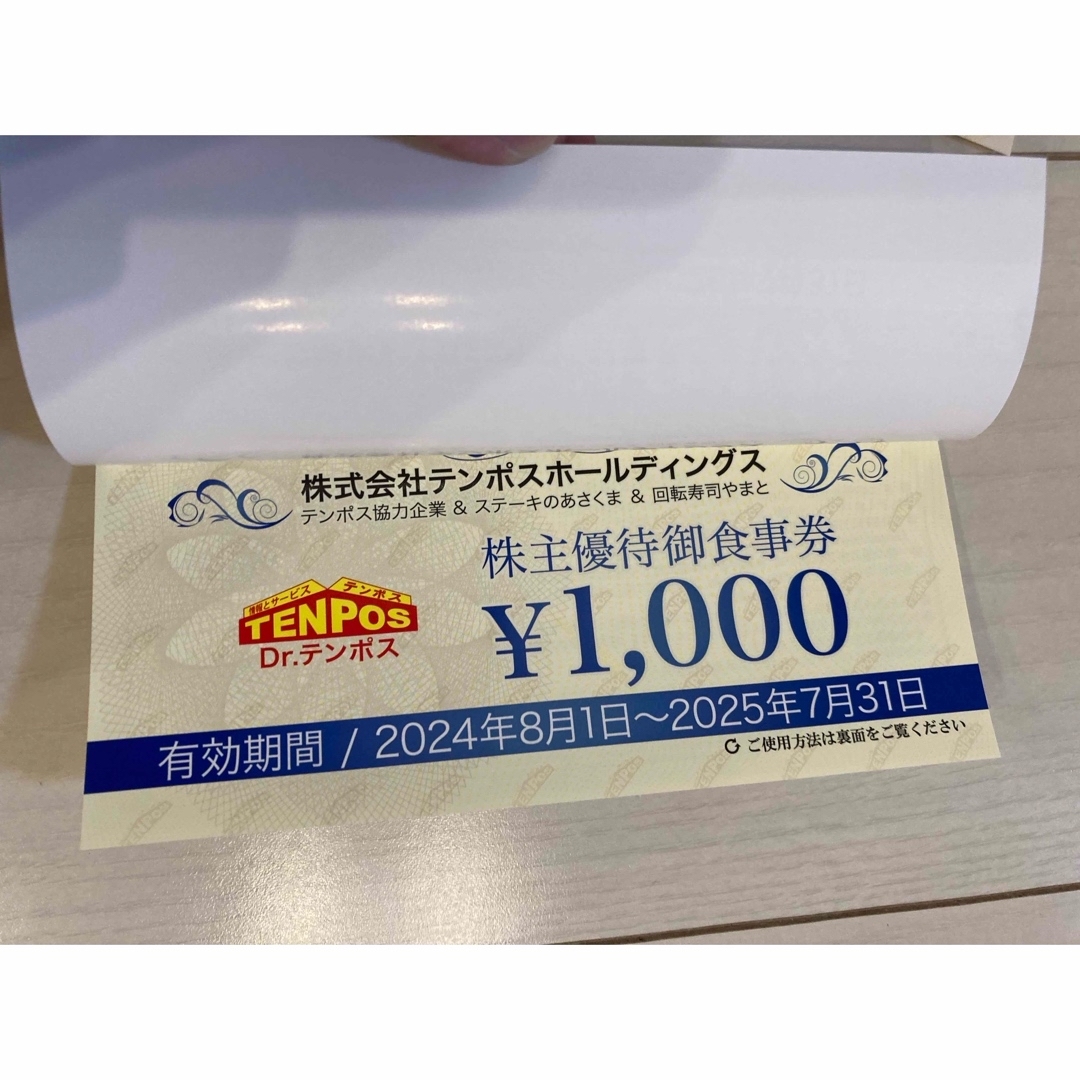 株式会社テンポスホールディングス
テンポス協力企業 & ステーキのあさくま & 回転寿司やまと
株主優待御食事券
¥1,000
情報とサービス テンポス
TENPOS
Dr.テンポス
有効期間 / 2024年8月1日〜2025年7月31日
ご使用方法は裏面をご覧ください